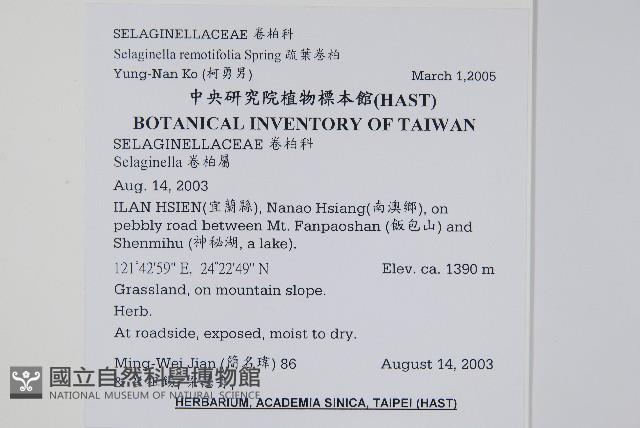 SELAGINELLACEAE 卷柏科
Selaginella remotifolia Spring 疏葉卷柏
Yung-Nan Ko (柯勇男) March 1,2005
中央研究院植物標本館(HAST)
BOTANICAL INVENTORY OF TAIWAN
SELAGINELLACEAE 卷柏科
Selaginella 卷柏屬
Aug. 14, 2003
ILAN HSIEN(宜蘭縣), Nanao Hsiang(南澳鄉), on
pebbly road between Mt. Fanpaoshan (飯包山) and
Shenmihu (神秘湖, a lake).
121°42'59" E, 24°22'49" N Elev. ca. 1390 m
Grassland, on mountain slope.
Herb.
At roadside, exposed, moist to dry.
Ming-Wei Jian (簡名瑋) 86 August 14, 2003
國立自然科學博物館
NATIONAL MUSEUM OF NATURAL SCIENCE
HERBARIUM, ACADEMIA SINICA, TAIPEI (HAST)